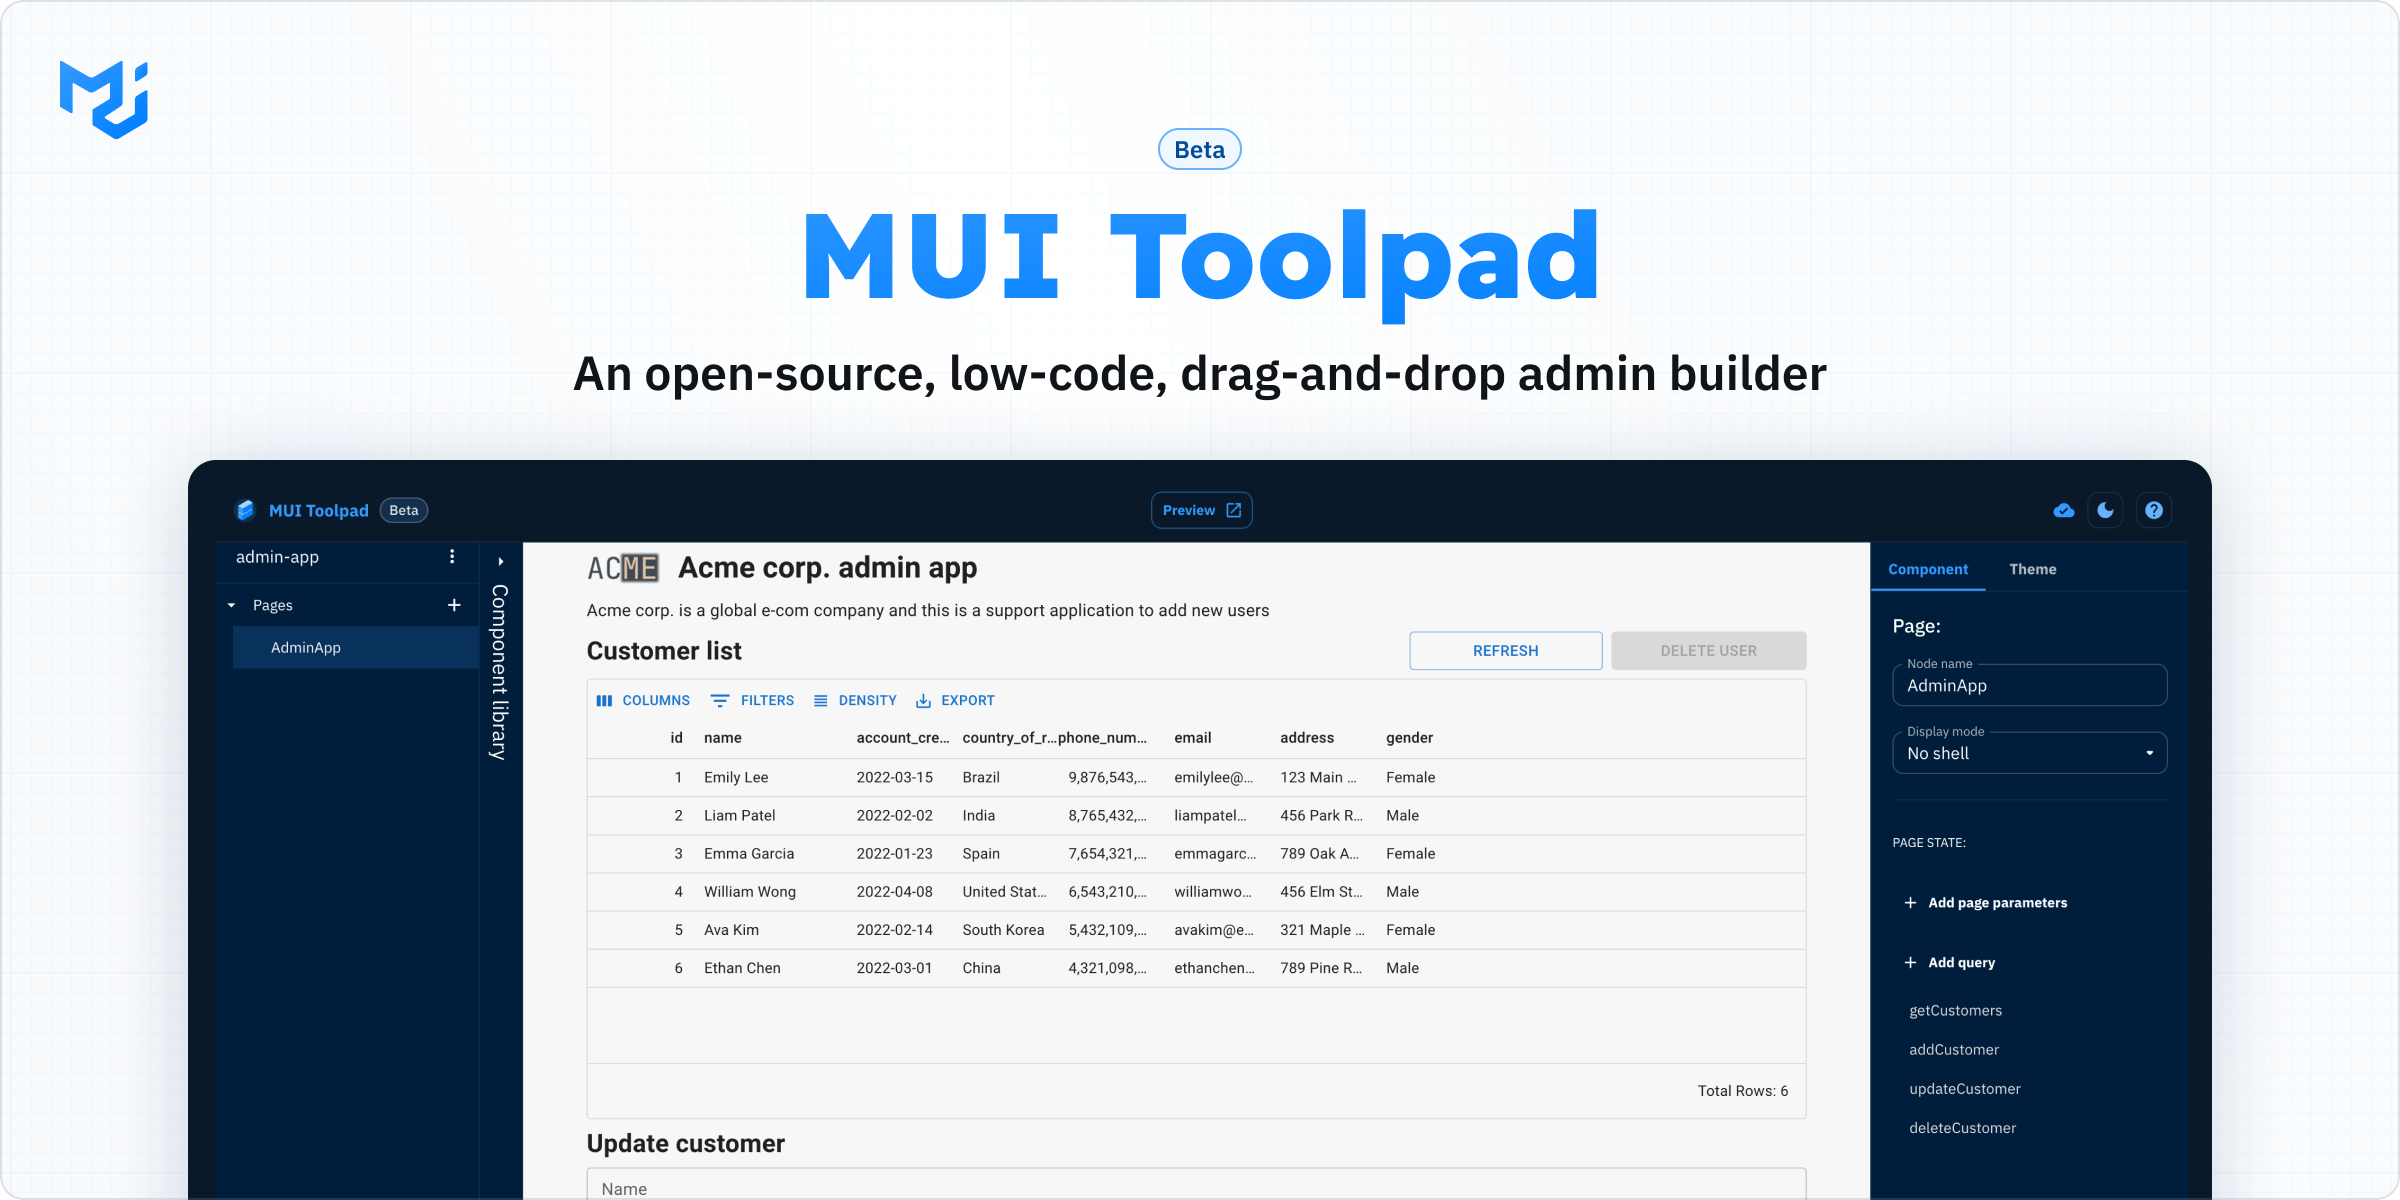 Beta
MUI Toolpad
An open-source, low-code, drag-and-drop admin builder
MUI Toolpad Beta
Preview
admin-app
Pages
AdminApp
Component library
ACME Acme corp. admin app
Acme corp. is a global e-com company and this is a support application to add new users
Customer list
REFRESH DELETE USER
COLUMNS FILTERS DENSITY EXPORT
id name account_cre... country_of_r... phone_num... email address gender
1 Emily Lee 2022-03-15 Brazil 9,876,543,... emilylee@... 123 Main ... Female
2 Liam Patel 2022-02-02 India 8,765,432,... liampatel... 456 Park R... Male
3 Emma Garcia 2022-01-23 Spain 7,654,321,... emmagarc... 789 Oak A... Female
4 William Wong 2022-04-08 United Stat... 6,543,210,... williamwo... 456 Elm St... Male
5 Ava Kim 2022-02-14 South Korea 5,432,109,... avakim@e... 321 Maple ... Female
6 Ethan Chen 2022-03-01 China 4,321,098,... ethanchen... 789 Pine R... Male
Total Rows: 6
Update customer
Name
Component Theme
Page:
Node name
AdminApp
Display mode
No shell
PAGE STATE:
Add page parameters
Add query
getCustomers
addCustomer
updateCustomer
deleteCustomer